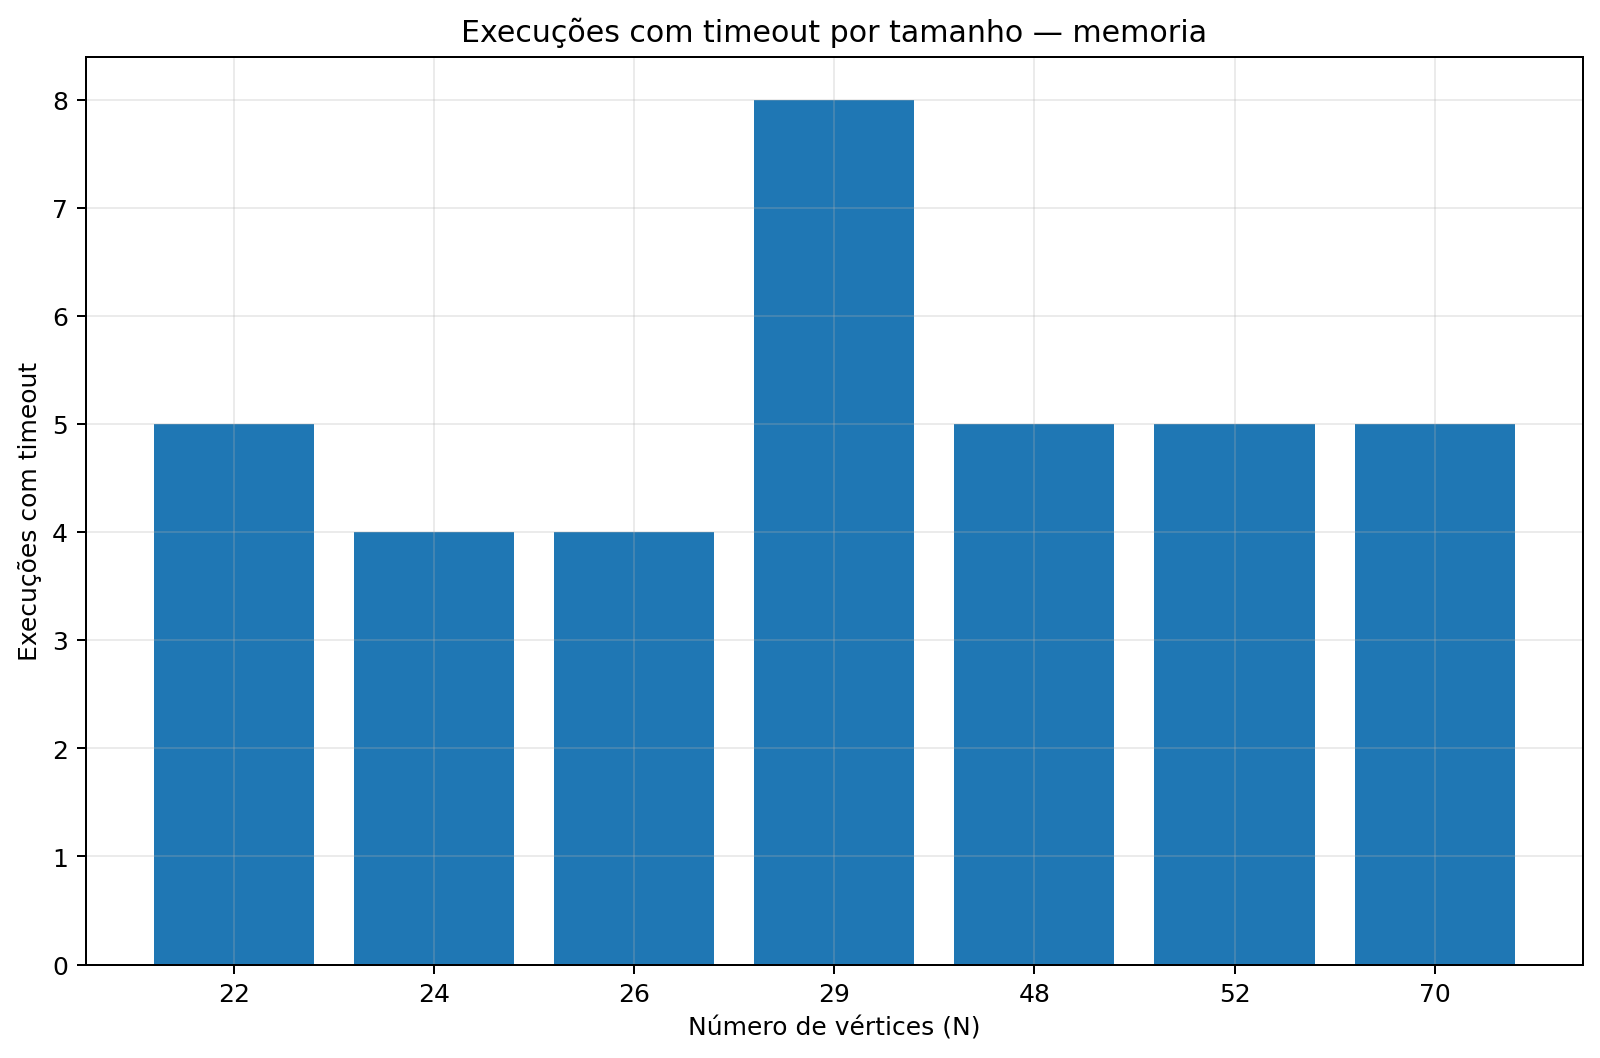 Execuções com timeout por tamanho — memoria
8
7
6
5
4
3
2
1
0
Execuções com timeout
22 24 26 29 48 52 70
Número de vértices (N)